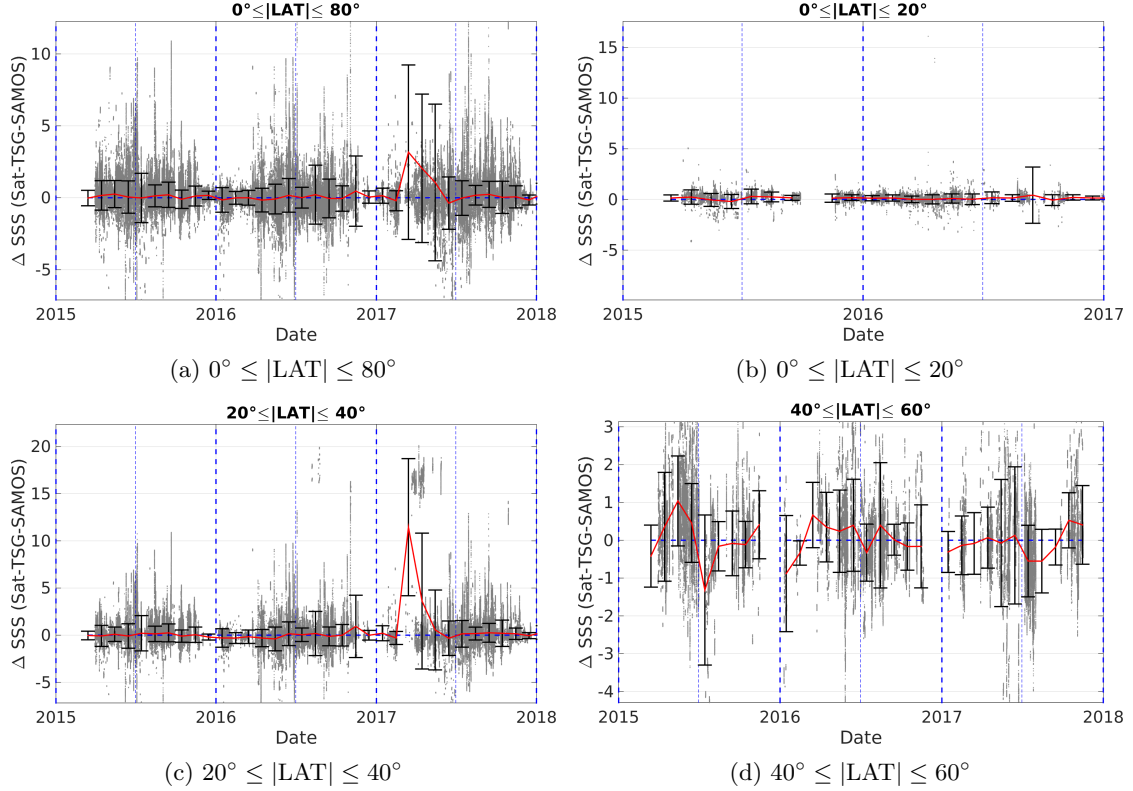 0°≤|LAT|≤ 80°
Δ SSS (Sat-TSG-SAMOS)
10
5
0
-5
2015
2016
2017
2018
Date
(a) 0° ≤ |LAT| ≤ 80°
0°≤|LAT|≤ 20°
Δ SSS (Sat-TSG-SAMOS)
15
10
5
0
-5
2015
2016
2017
Date
(b) 0° ≤ |LAT| ≤ 20°
20°≤|LAT|≤ 40°
Δ SSS (Sat-TSG-SAMOS)
20
15
10
5
0
-5
2015
2016
2017
2018
Date
(c) 20° ≤ |LAT| ≤ 40°
40°≤|LAT|≤ 60°
Δ SSS (Sat-TSG-SAMOS)
3
2
1
0
-1
-2
-3
-4
2015
2016
2017
2018
Date
(d) 40° ≤ |LAT| ≤ 60°